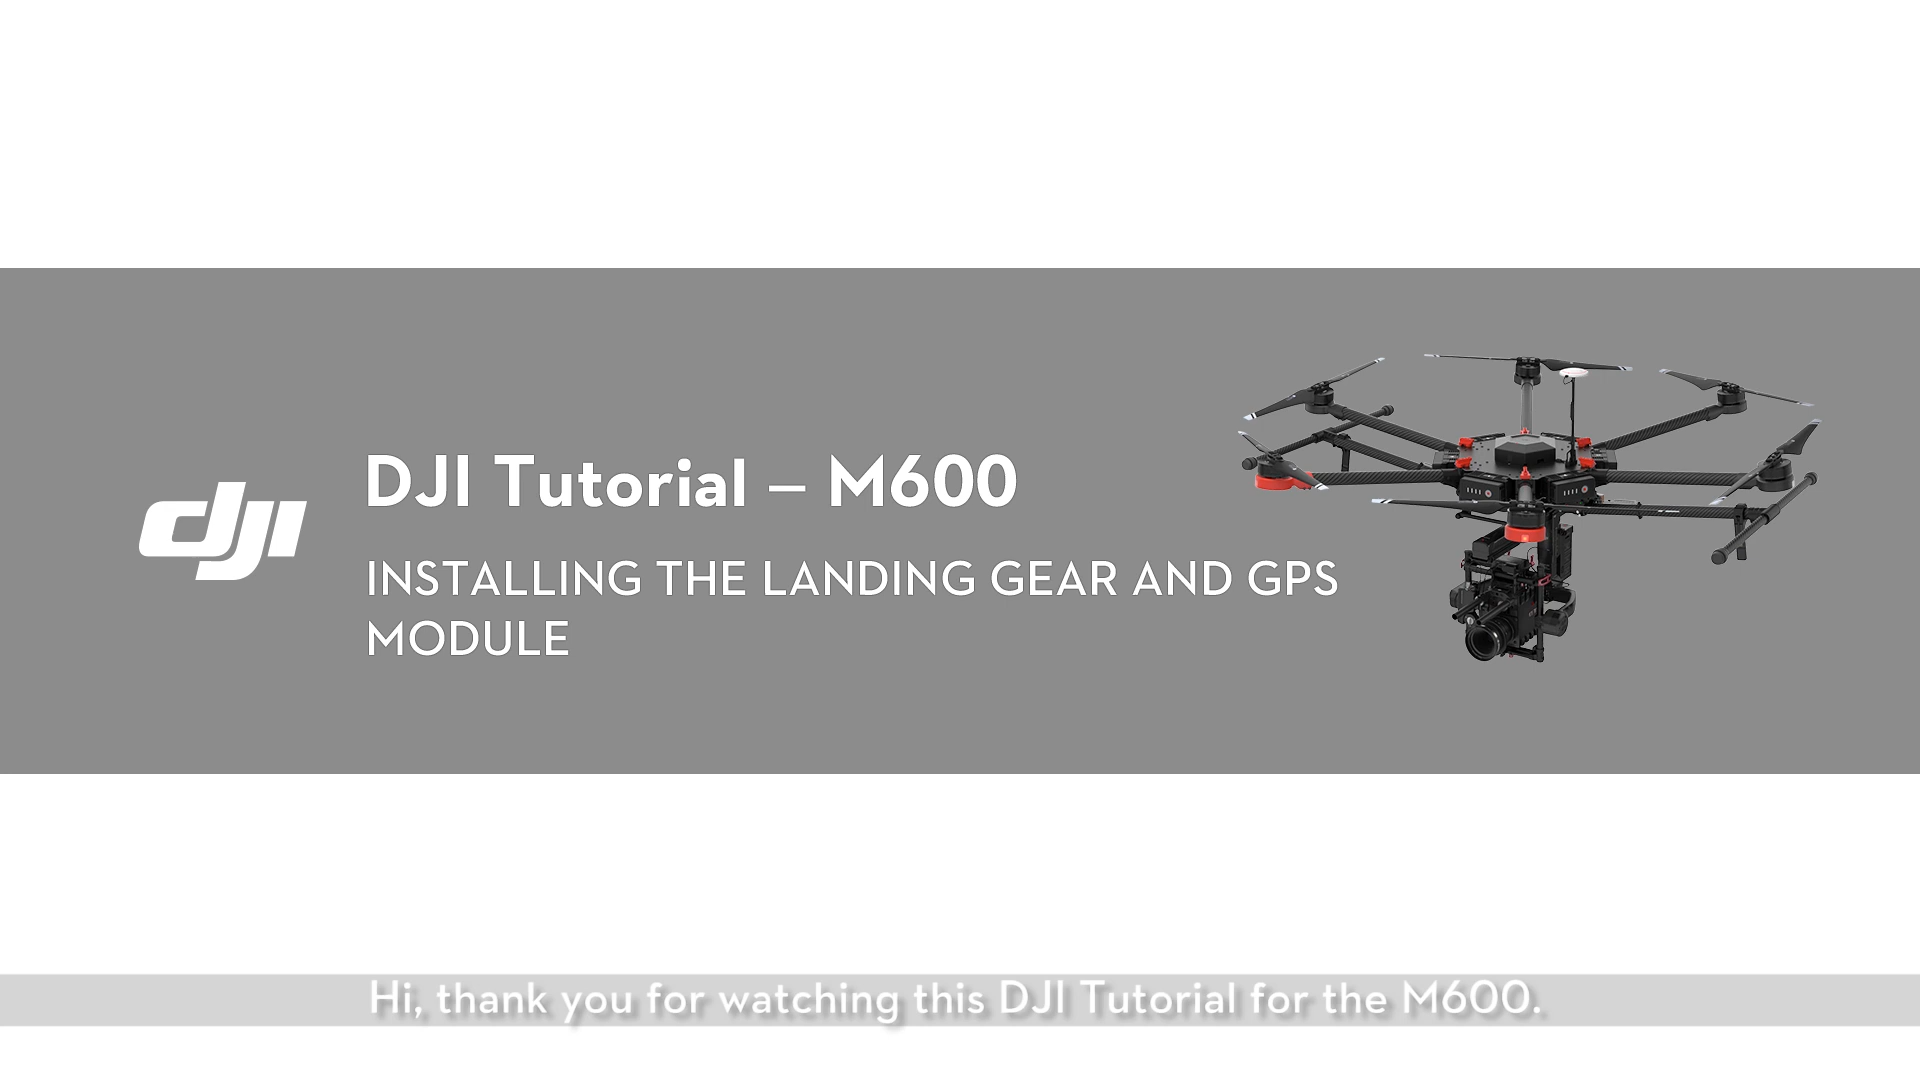 dji
DJI Tutorial – M600
INSTALLING THE LANDING GEAR AND GPS
MODULE
Hi, thank you for watching this DJI Tutorial for the M600.